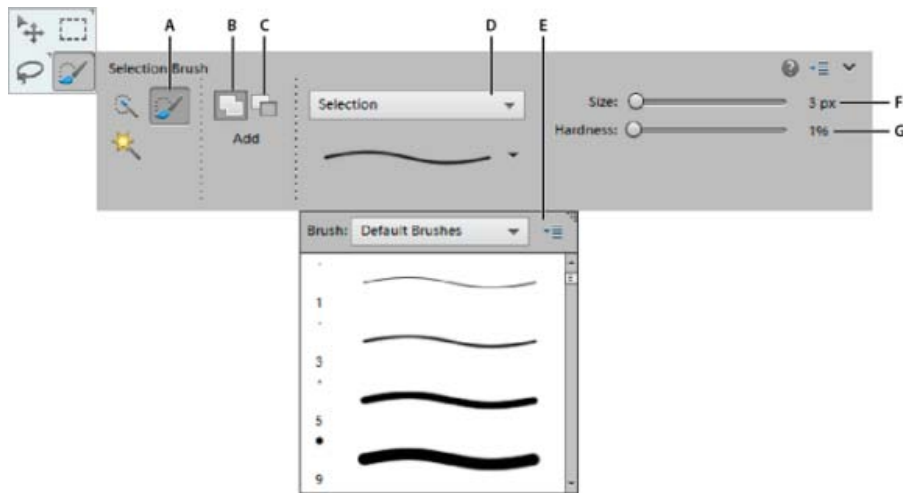 A B C D E
Selection Brush
Selection
Size: 3 px F
Add
Hardness: 1% G
Brush: Default Brushes
1
3
5
9